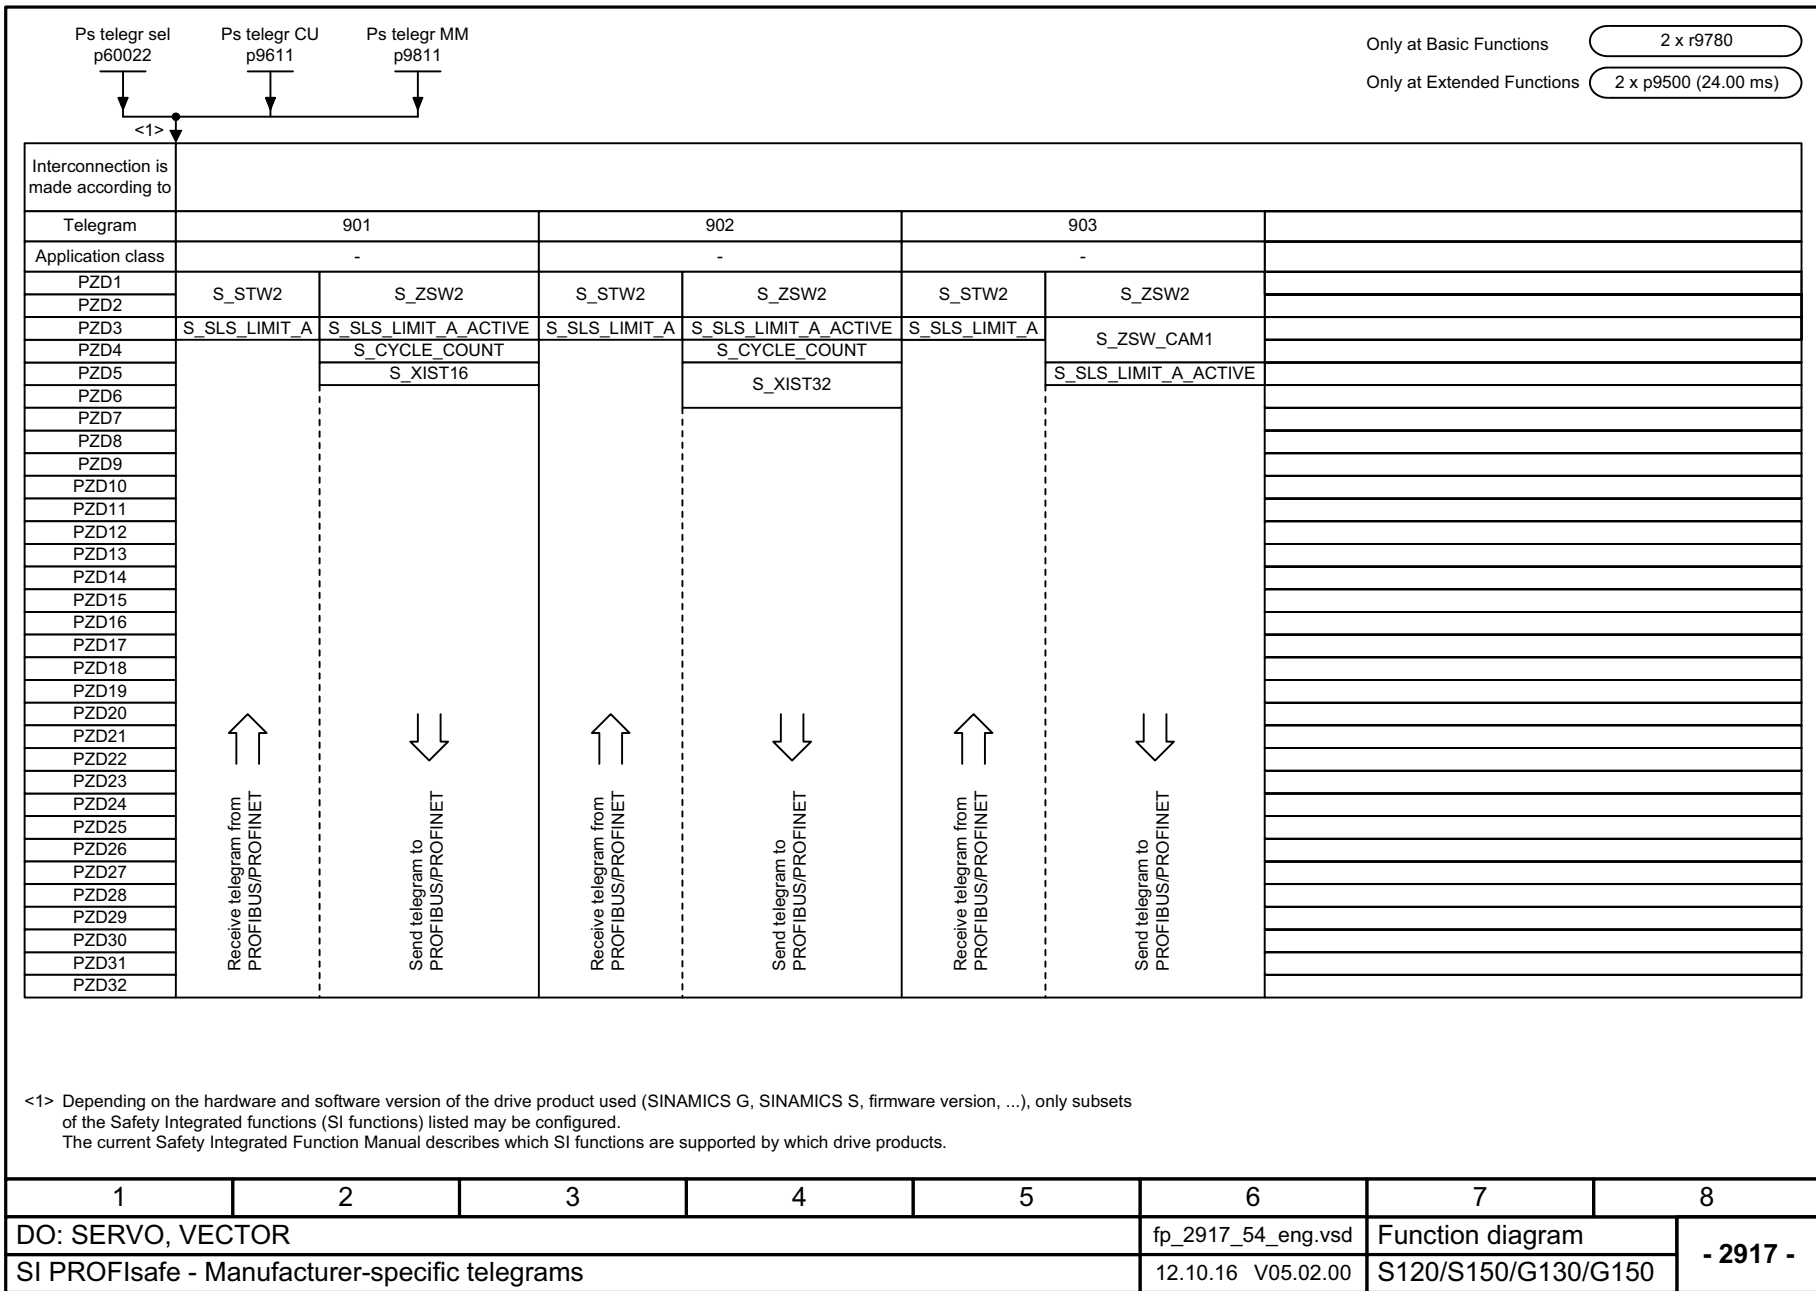 Ps telegr sel Ps telegr CU Ps telegr MM
p60022 p9611 p9811
Only at Basic Functions 2 x r9780
Only at Extended Functions 2 x p9500 (24.00 ms)
<1>
Interconnection is
made according to
Telegram 901 902 903
Application class - - -
PZD1
S_STW2 S_ZSW2 S_STW2 S_ZSW2 S_STW2 S_ZSW2
PZD2
PZD3 S_SLS_LIMIT_A S_SLS_LIMIT_A_ACTIVE S_SLS_LIMIT_A S_SLS_LIMIT_A_ACTIVE S_SLS_LIMIT_A
S_ZSW_CAM1
PZD4 S_CYCLE_COUNT S_CYCLE_COUNT
PZD5 S_XIST16 S_SLS_LIMIT_A_ACTIVE
S_XIST32
PZD6
PZD7
PZD8
PZD9
PZD10
PZD11
PZD12
PZD13
PZD14
PZD15
PZD16
PZD17
PZD18
PZD19
PZD20
PZD21
PZD22
PZD23
PZD24
PZD25
PZD26
PZD27
PZD28
PZD29
PZD30
PZD31
PZD32
Receive telegram from
PROFIBUS/PROFINET
Send telegram to
PROFIBUS/PROFINET
Receive telegram from
PROFIBUS/PROFINET
Send telegram to
PROFIBUS/PROFINET
Receive telegram from
PROFIBUS/PROFINET
Send telegram to
PROFIBUS/PROFINET
<1> Depending on the hardware and software version of the drive product used (SINAMICS G, SINAMICS S, firmware version, ...), only subsets
of the Safety Integrated functions (SI functions) listed may be configured.
The current Safety Integrated Function Manual describes which SI functions are supported by which drive products.
1 2 3 4 5 6 7 8
DO: SERVO, VECTOR fp_2917_54_eng.vsd Function diagram
- 2917 -
SI PROFIsafe - Manufacturer-specific telegrams 12.10.16 V05.02.00 S120/S150/G130/G150